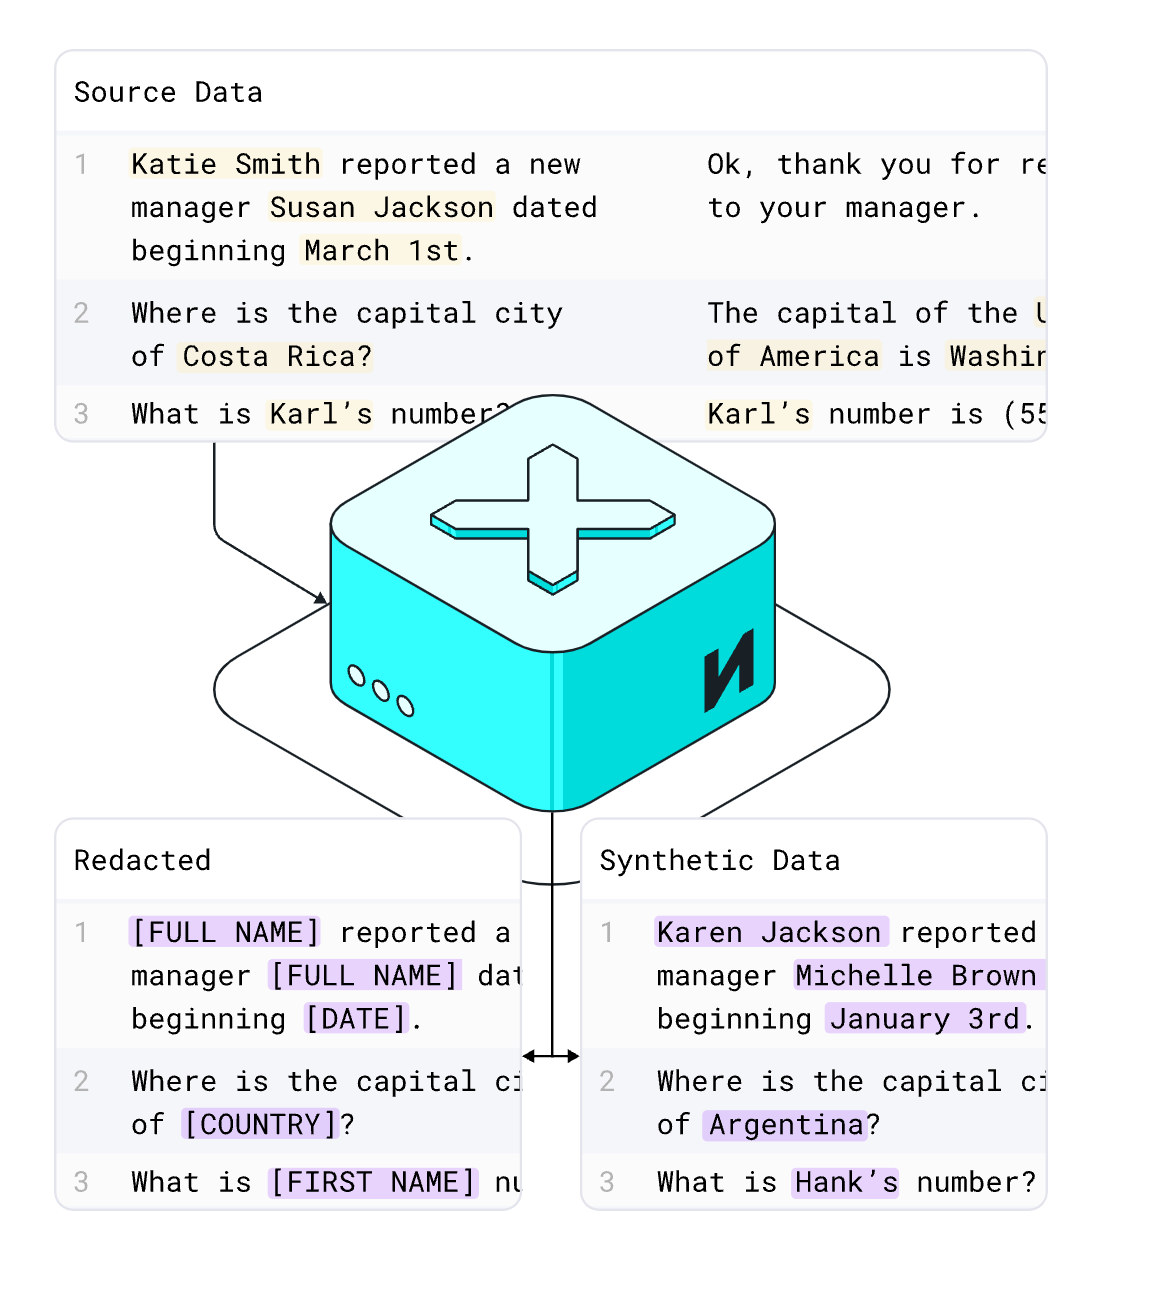 Source Data
1 Katie Smith reported a new
manager Susan Jackson dated
beginning March 1st.
Ok, thank you for
to your manager.
2 Where is the capital city
of Costa Rica?
The capital of the
of America is
3 What is Karl’s number?
Karl’s number is (55
Redacted
1 [FULL NAME] reported a
manager [FULL NAME]
beginning [DATE].
2 Where is the capital
of [COUNTRY]?
3 What is [FIRST NAME]
Synthetic Data
1 Karen Jackson reported
manager Michelle Brown
beginning January 3rd.
2 Where is the capital
of Argentina?
3 What is Hank’s number?